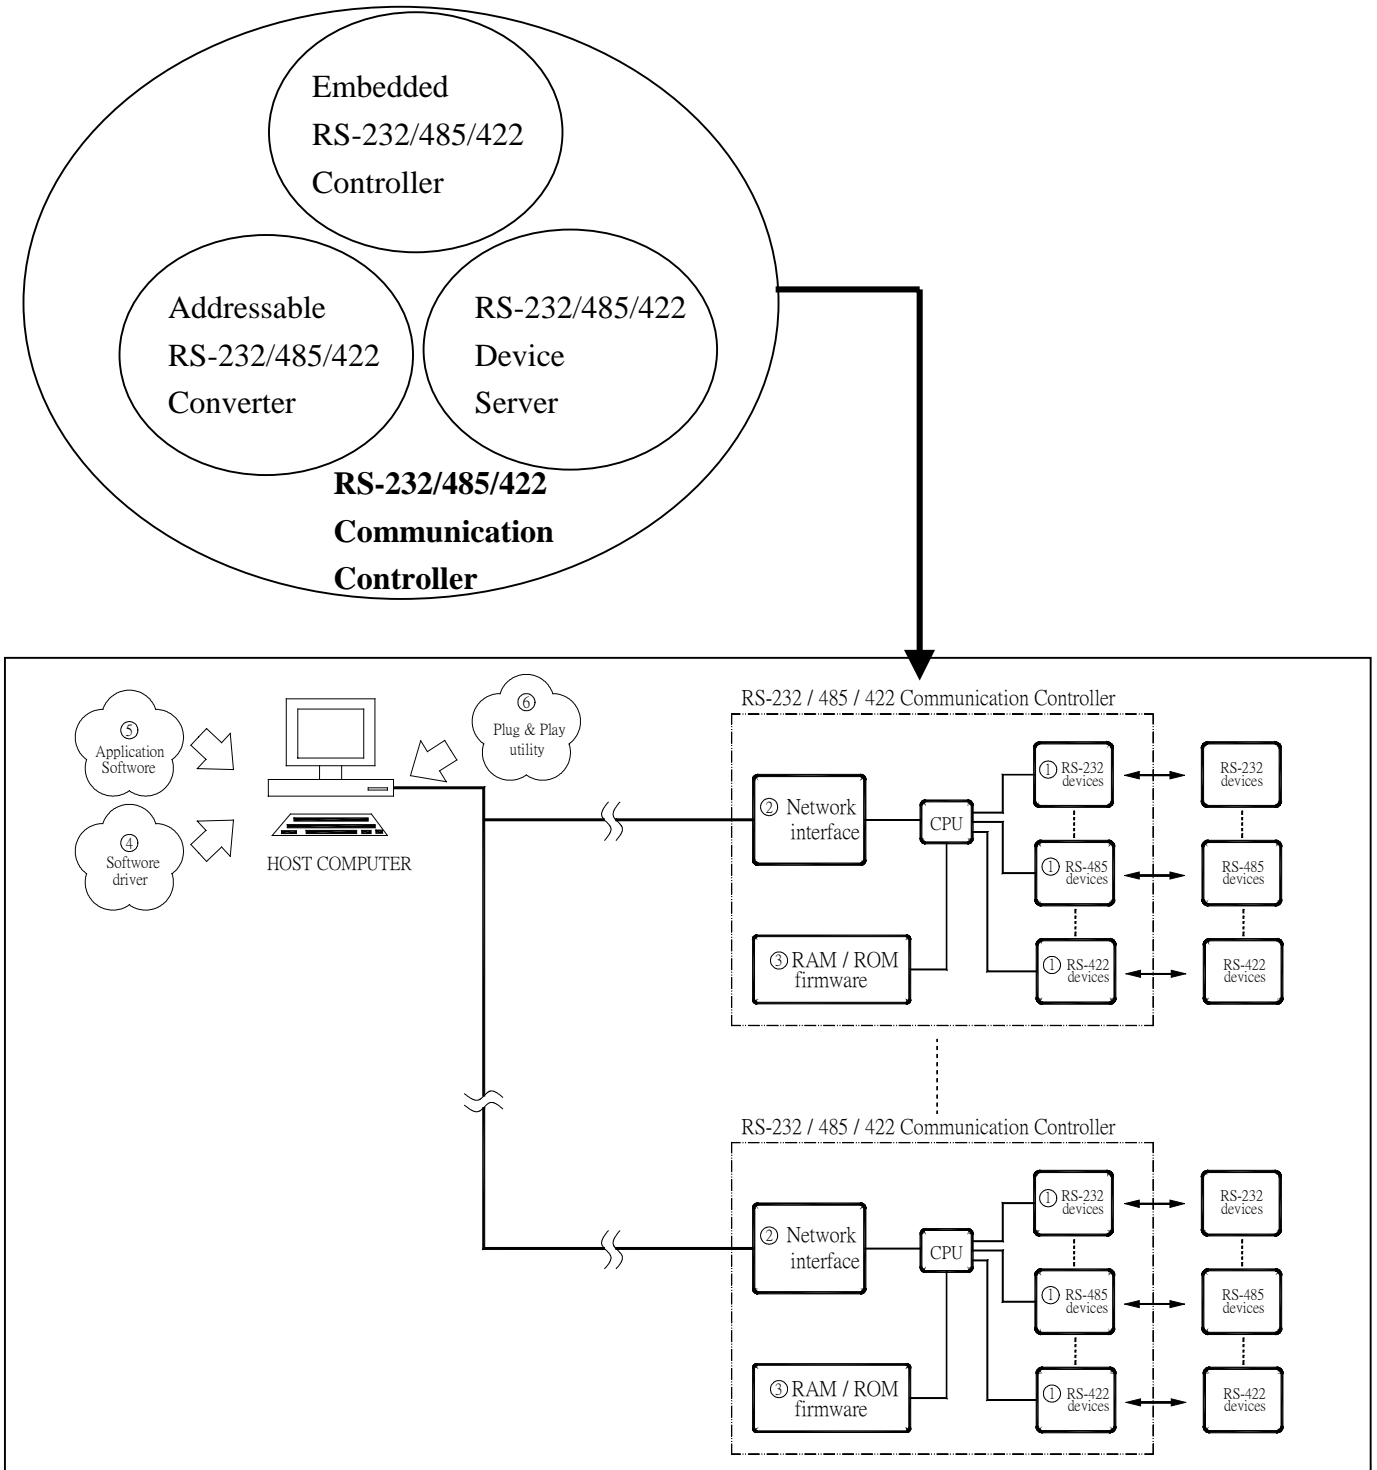 Embedded
RS-232/485/422
Controller
Addressable
RS-232/485/422
Converter
RS-232/485/422
Device
Server
RS-232/485/422
Communication
Controller
⑤
Application
Softwore
⑥
Plug & Play
utility
④
Softwore
driver
HOST COMPUTER
RS-232 / 485 / 422 Communication Controller
② Network
interface
CPU
③ RAM / ROM
firmware
① RS-232
devices
① RS-485
devices
① RS-422
devices
RS-232
devices
RS-485
devices
RS-422
devices
RS-232 / 485 / 422 Communication Controller
② Network
interface
CPU
③ RAM / ROM
firmware
① RS-232
devices
① RS-485
devices
① RS-422
devices
RS-232
devices
RS-485
devices
RS-422
devices